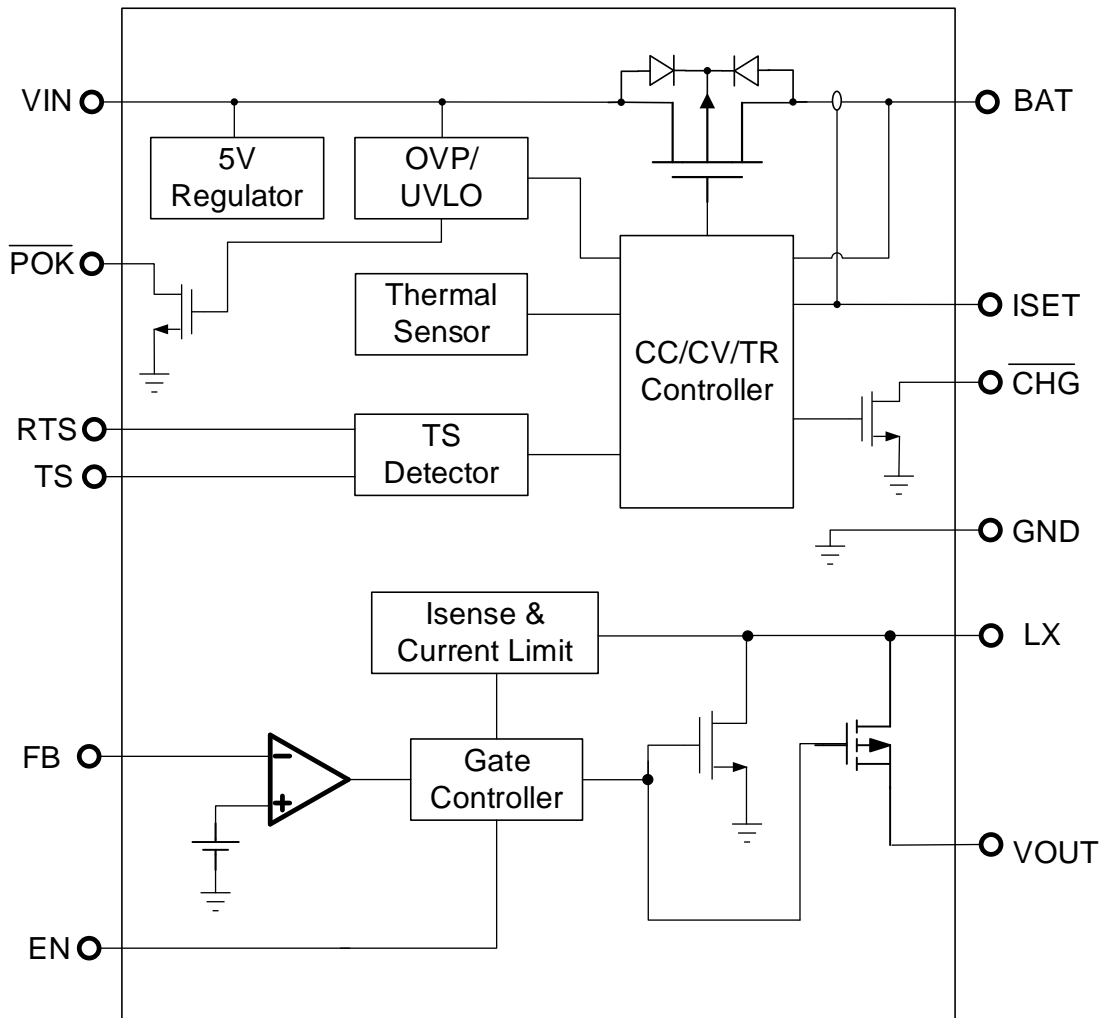 VIN
BAT
5V
Regulator
OVP/
UVLO
POK
Thermal
Sensor
CC/CV/TR
Controller
ISET
CHG
RTS
TS
TS
Detector
GND
Isense &
Current Limit
LX
FB
Gate
Controller
VOUT
EN